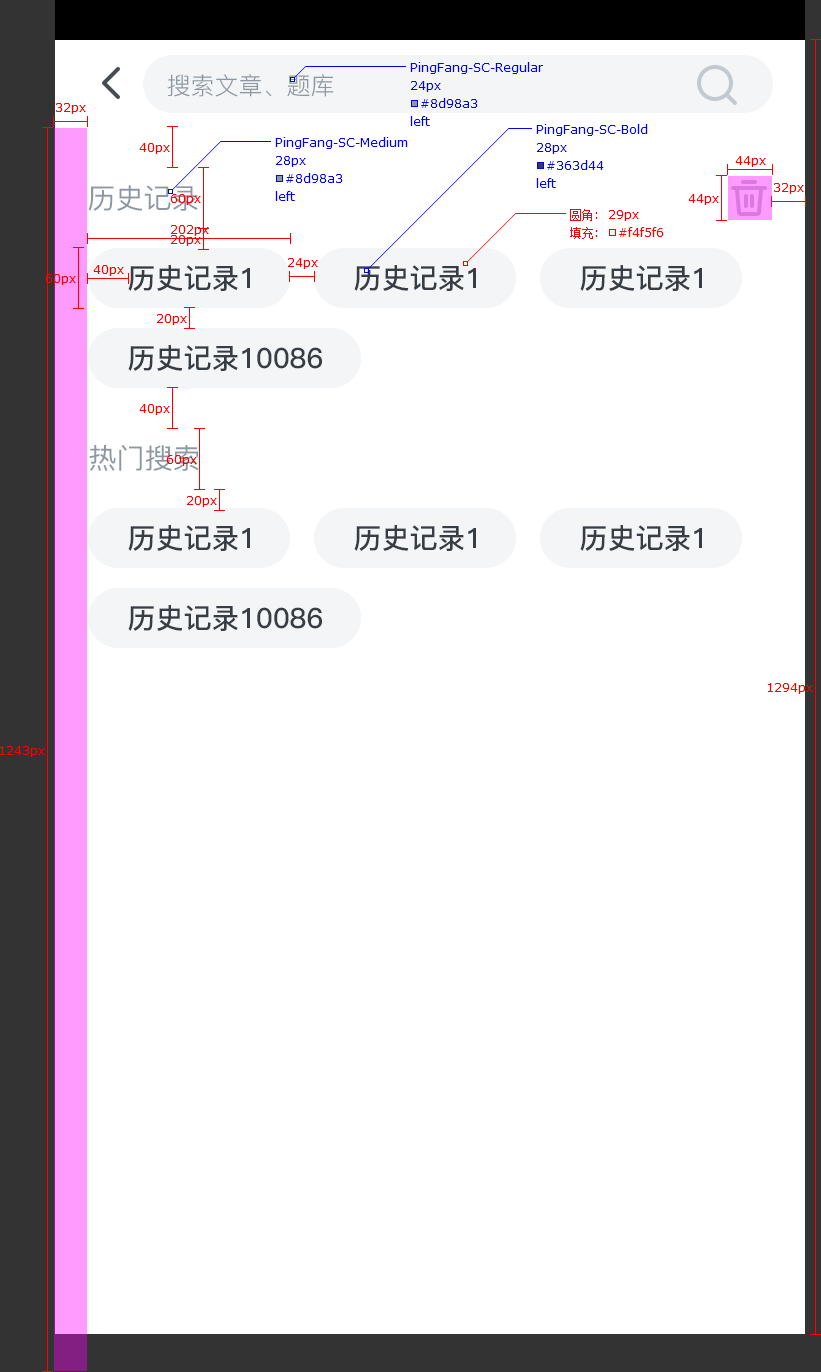 搜索文章、题库
PingFang-SC-Regular
24px
#8d98a3
left
32px
40px
PingFang-SC-Medium
28px
#8d98a3
left
PingFang-SC-Bold
28px
#363d44
left
44px
44px
32px
历史记录
60px
圆角： 29px
填充： #f4f5f6
202px
20px
60px
40px
历史记录1
24px
历史记录1
历史记录1
20px
历史记录10086
40px
热门搜索
60px
20px
历史记录1
历史记录1
历史记录1
历史记录10086
1294px
1243px